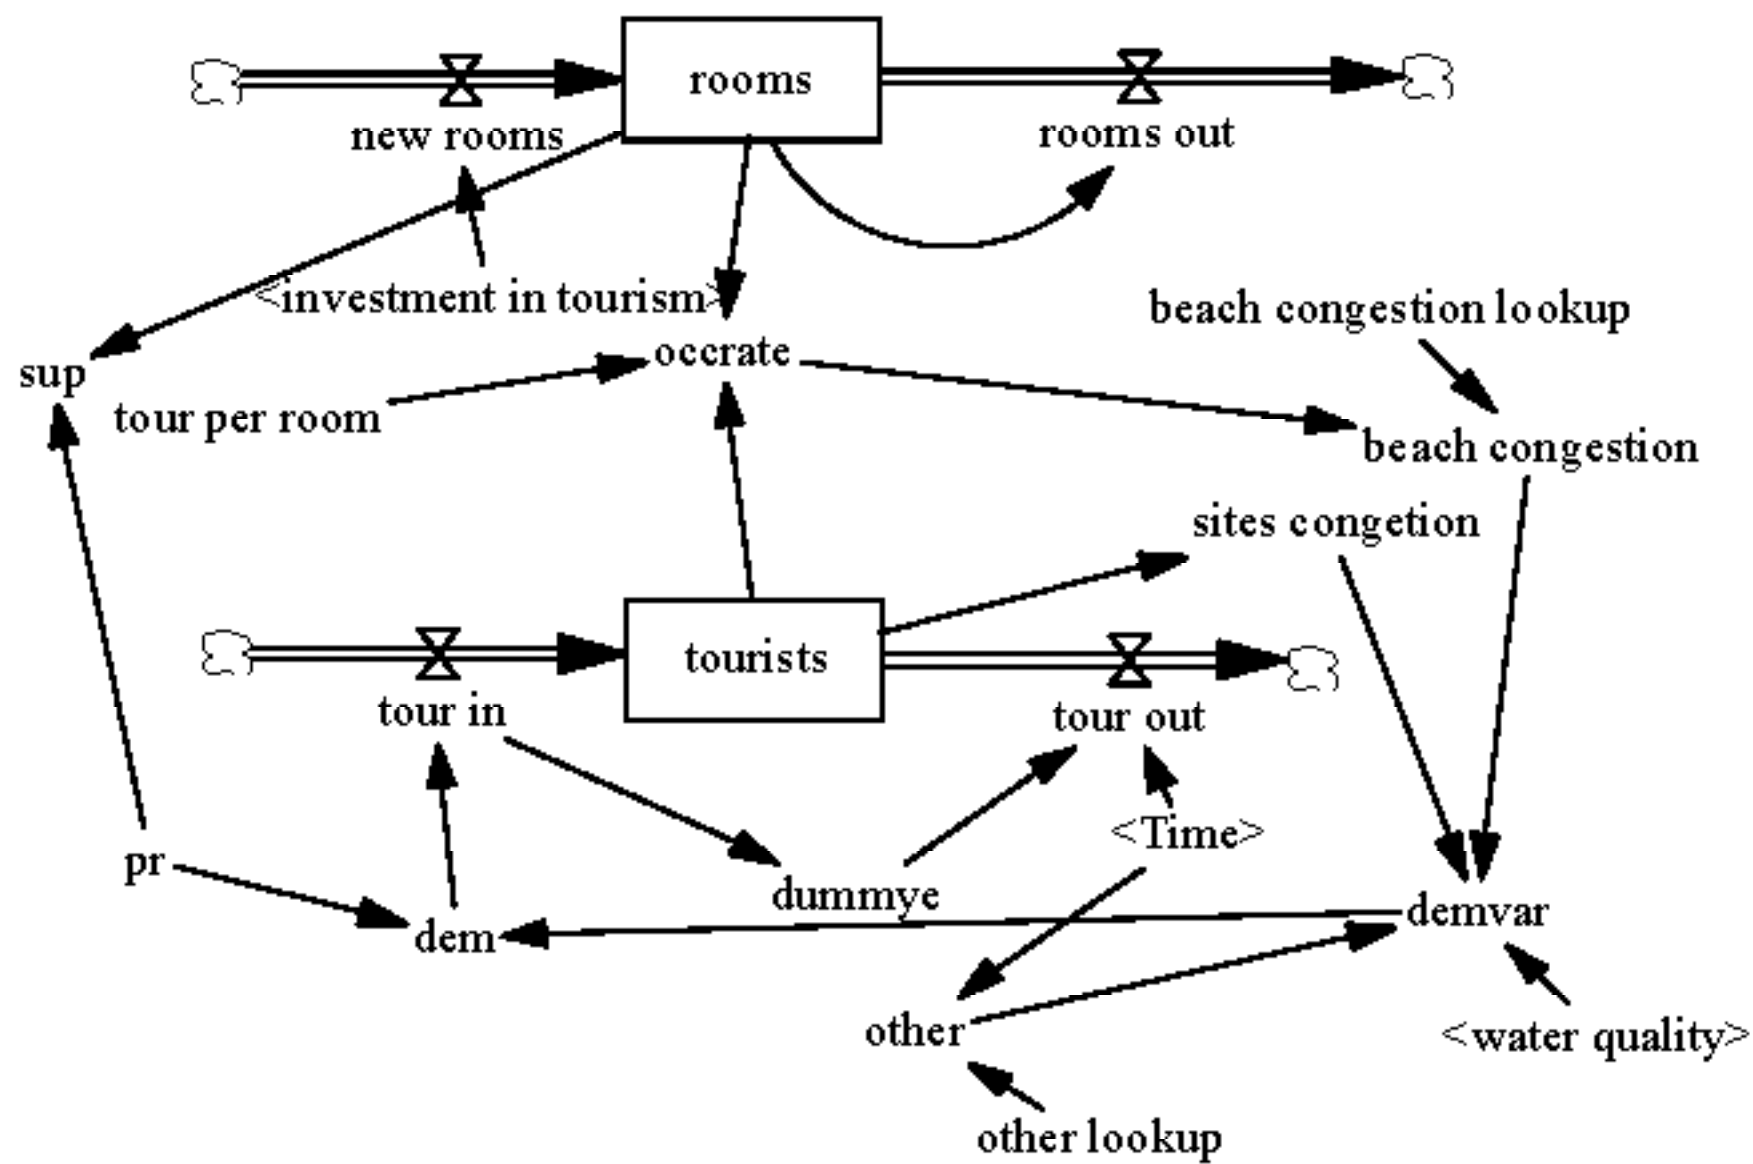 rooms
new rooms
rooms out
<investment in tourism>
beach congestion lookup
occrate
sup
tour per room
beach congestion
sites congetion
tourists
tour in
tour out
<Time>
pr
dummye
demvar
dem
other
<water quality>
other lookup